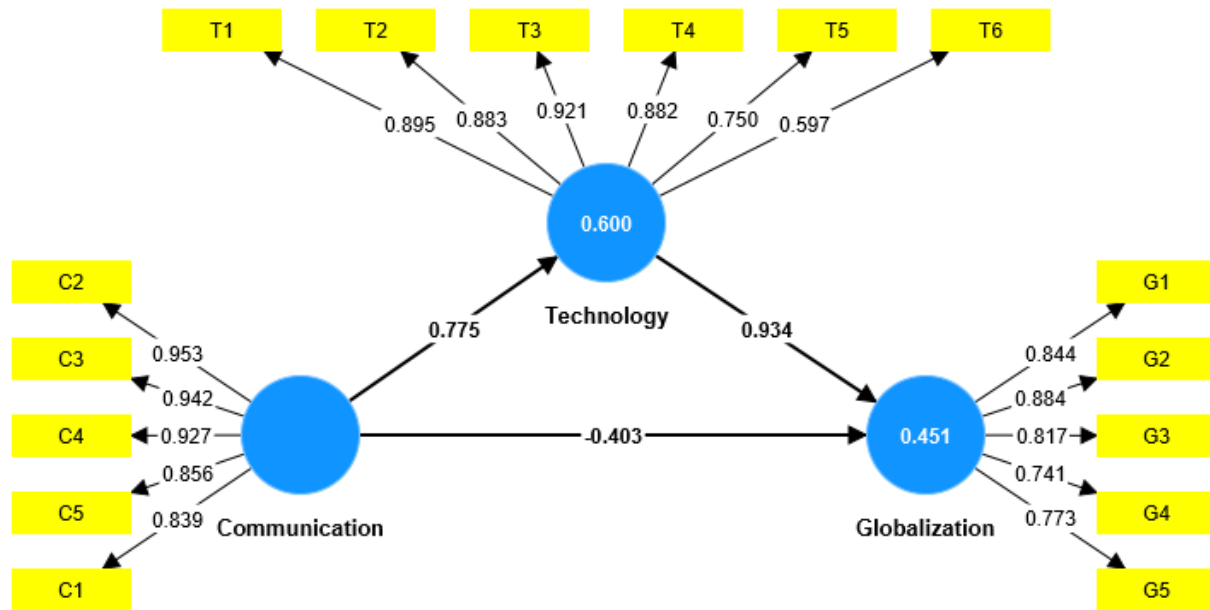 T1 T2 T3 T4 T5 T6
0.895 0.883 0.921 0.882 0.750 0.597
0.600
Technology
C2
C3
C4
C5
C1
0.953
0.942
0.927
0.856
0.839
Communication
0.775
0.934
-0.403
0.451
Globalization
0.844
0.884
0.817
0.741
0.773
G1
G2
G3
G4
G5